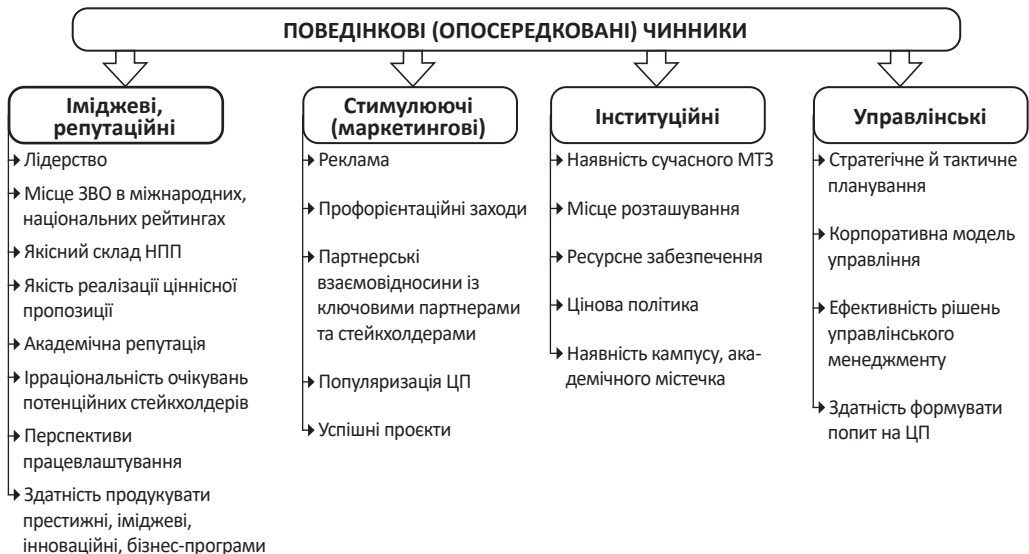 ПОВЕДІНКОВІ (ОПОСЕРЕДКОВАНІ) ЧИННИКИ
Іміджеві,
репутаційні
Лідерство
Місце ЗВО в міжнародних,
національних рейтингах
Якісний склад НПП
Якість реалізації ціннісної
пропозиції
Академічна репутація
Ірраціональність очікувань
потенційних стейкхолдерів
Перспективи
працевлаштування
Здатність продукувати
престижні, іміджеві,
інноваційні, бізнес-програми
Стимулюючі
(маркетингові)
Реклама
Профорієнтаційні заходи
Партнерські
взаємовідносини із
ключовими партнерами
та стейкхолдерами
Популяризація ЦП
Успішні проєкти
Інституційні
Наявність сучасного МТЗ
Місце розташування
Ресурсне забезпечення
Цінова політика
Наявність кампусу, ака-
демічного містечка
Управлінські
Стратегічне й тактичне
планування
Корпоративна модель
управління
Ефективність рішень
управлінського
менеджменту
Здатність формувати
попит на ЦП